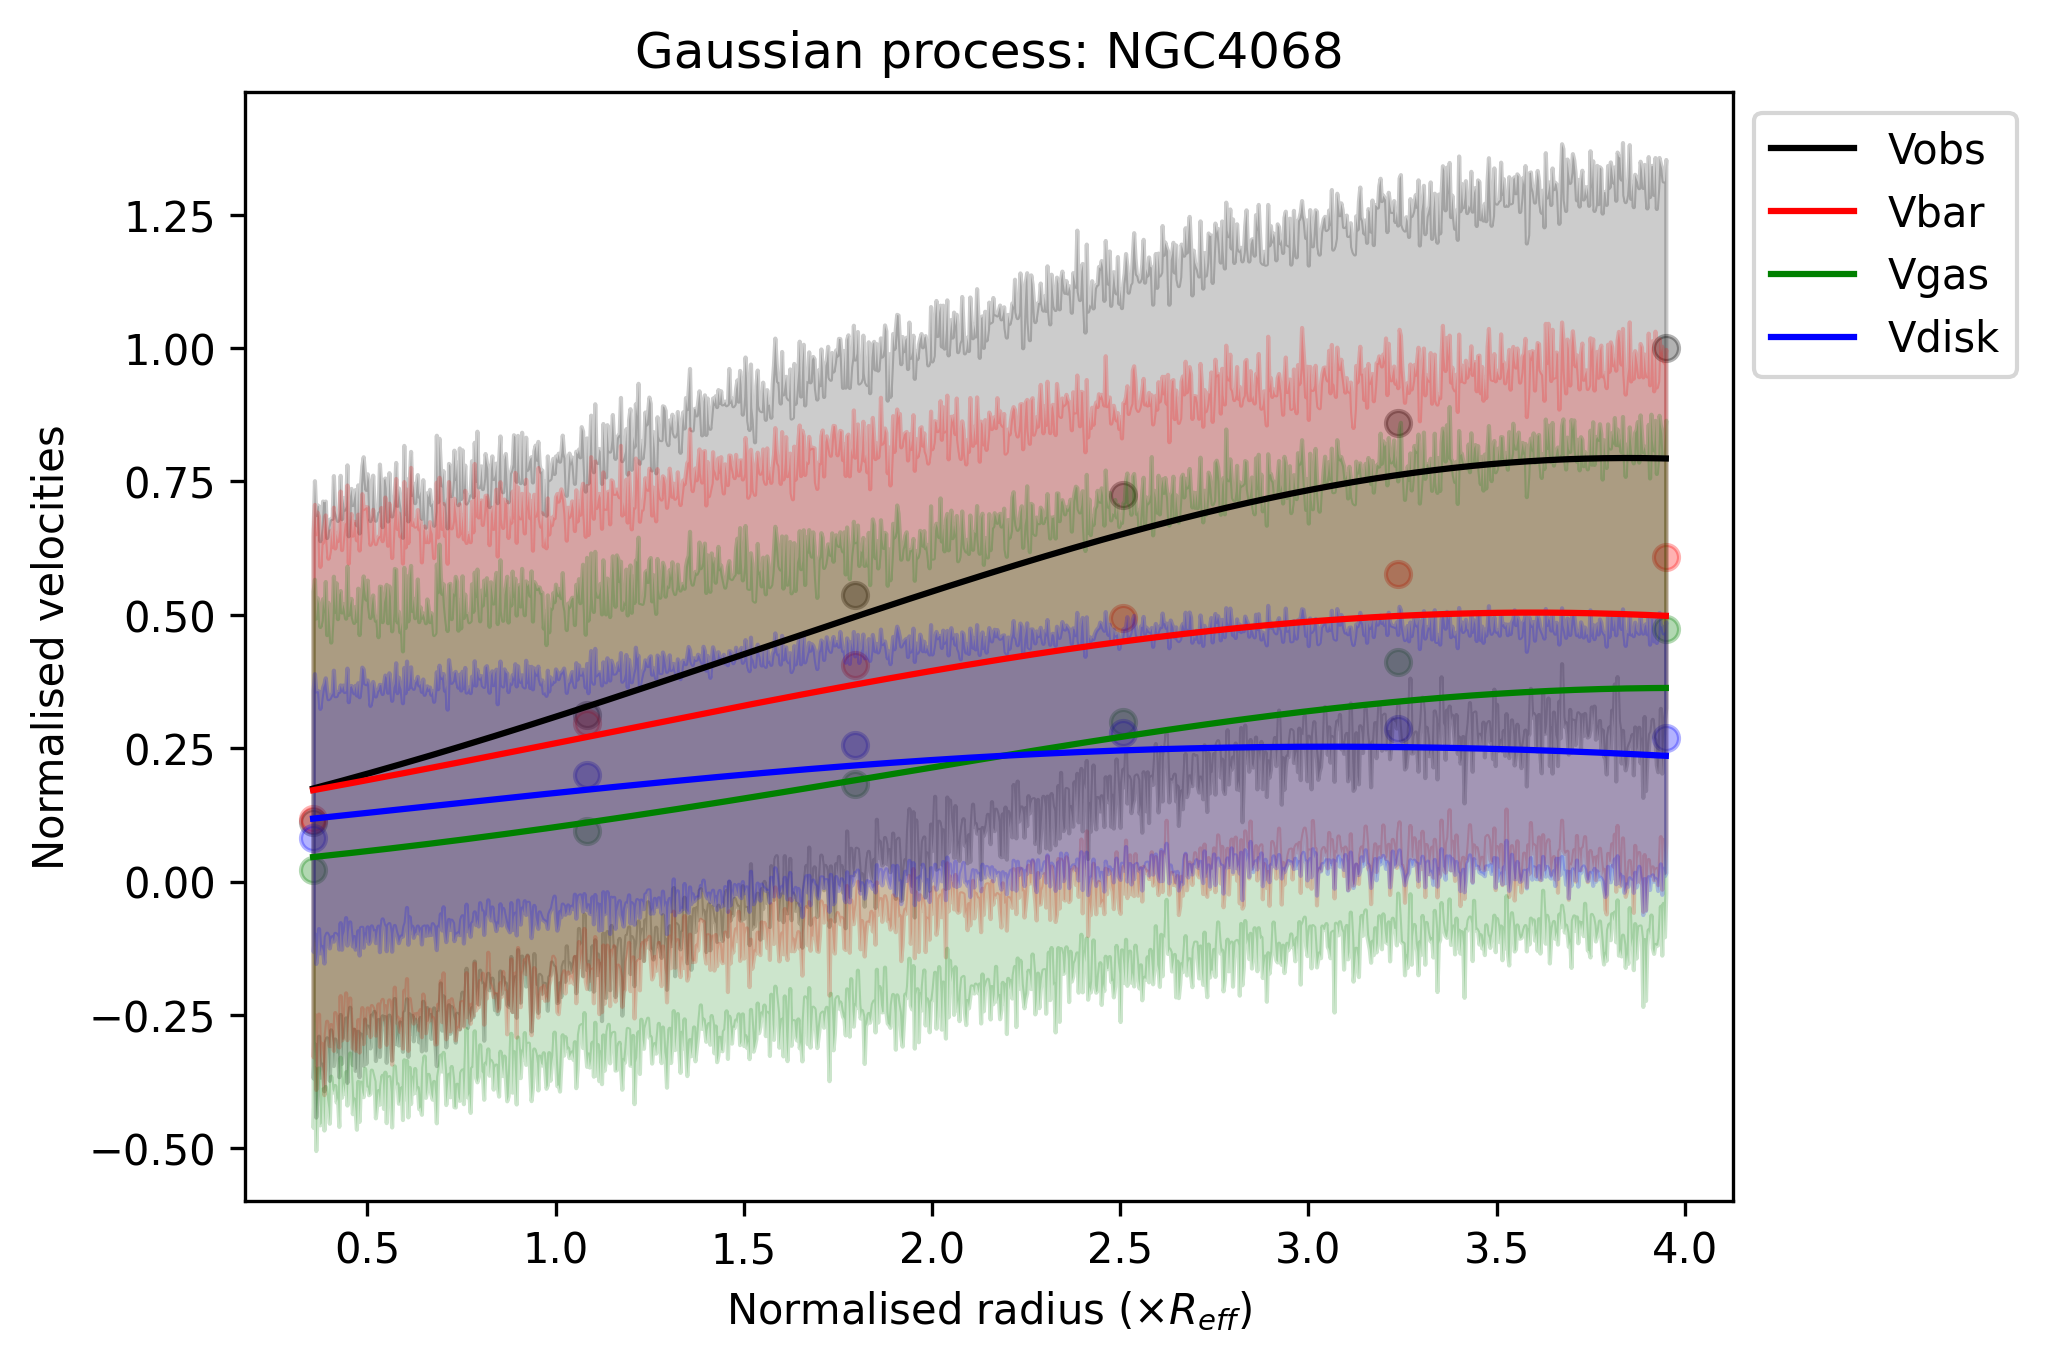 Gaussian process: NGC4068
Vobs
Vbar
Vgas
Vdisk
Normalised velocities
1.25
1.00
0.75
0.50
0.25
0.00
−0.25
−0.50
0.5 1.0 1.5 2.0 2.5 3.0 3.5 4.0
Normalised radius (×R_eff)